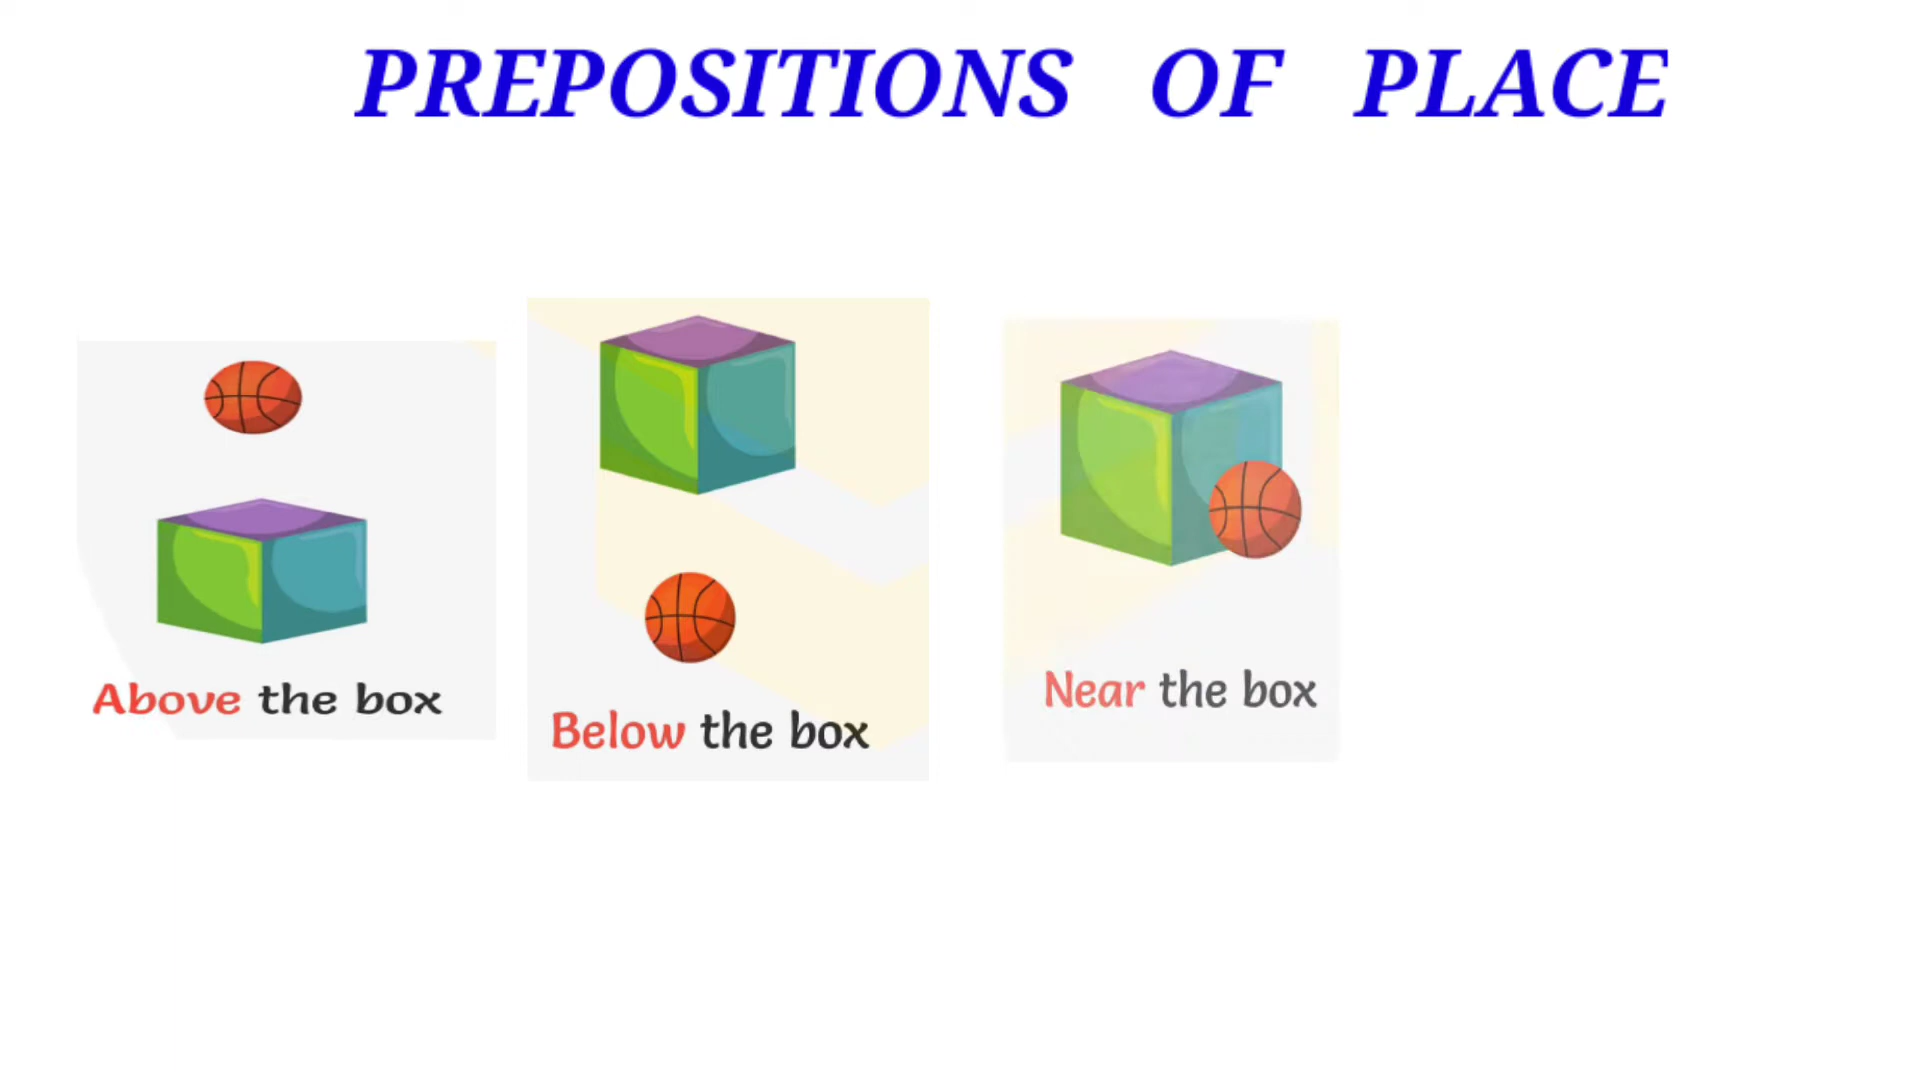 PREPOSITIONS OF PLACE
Above the box
Below the box
Near the box